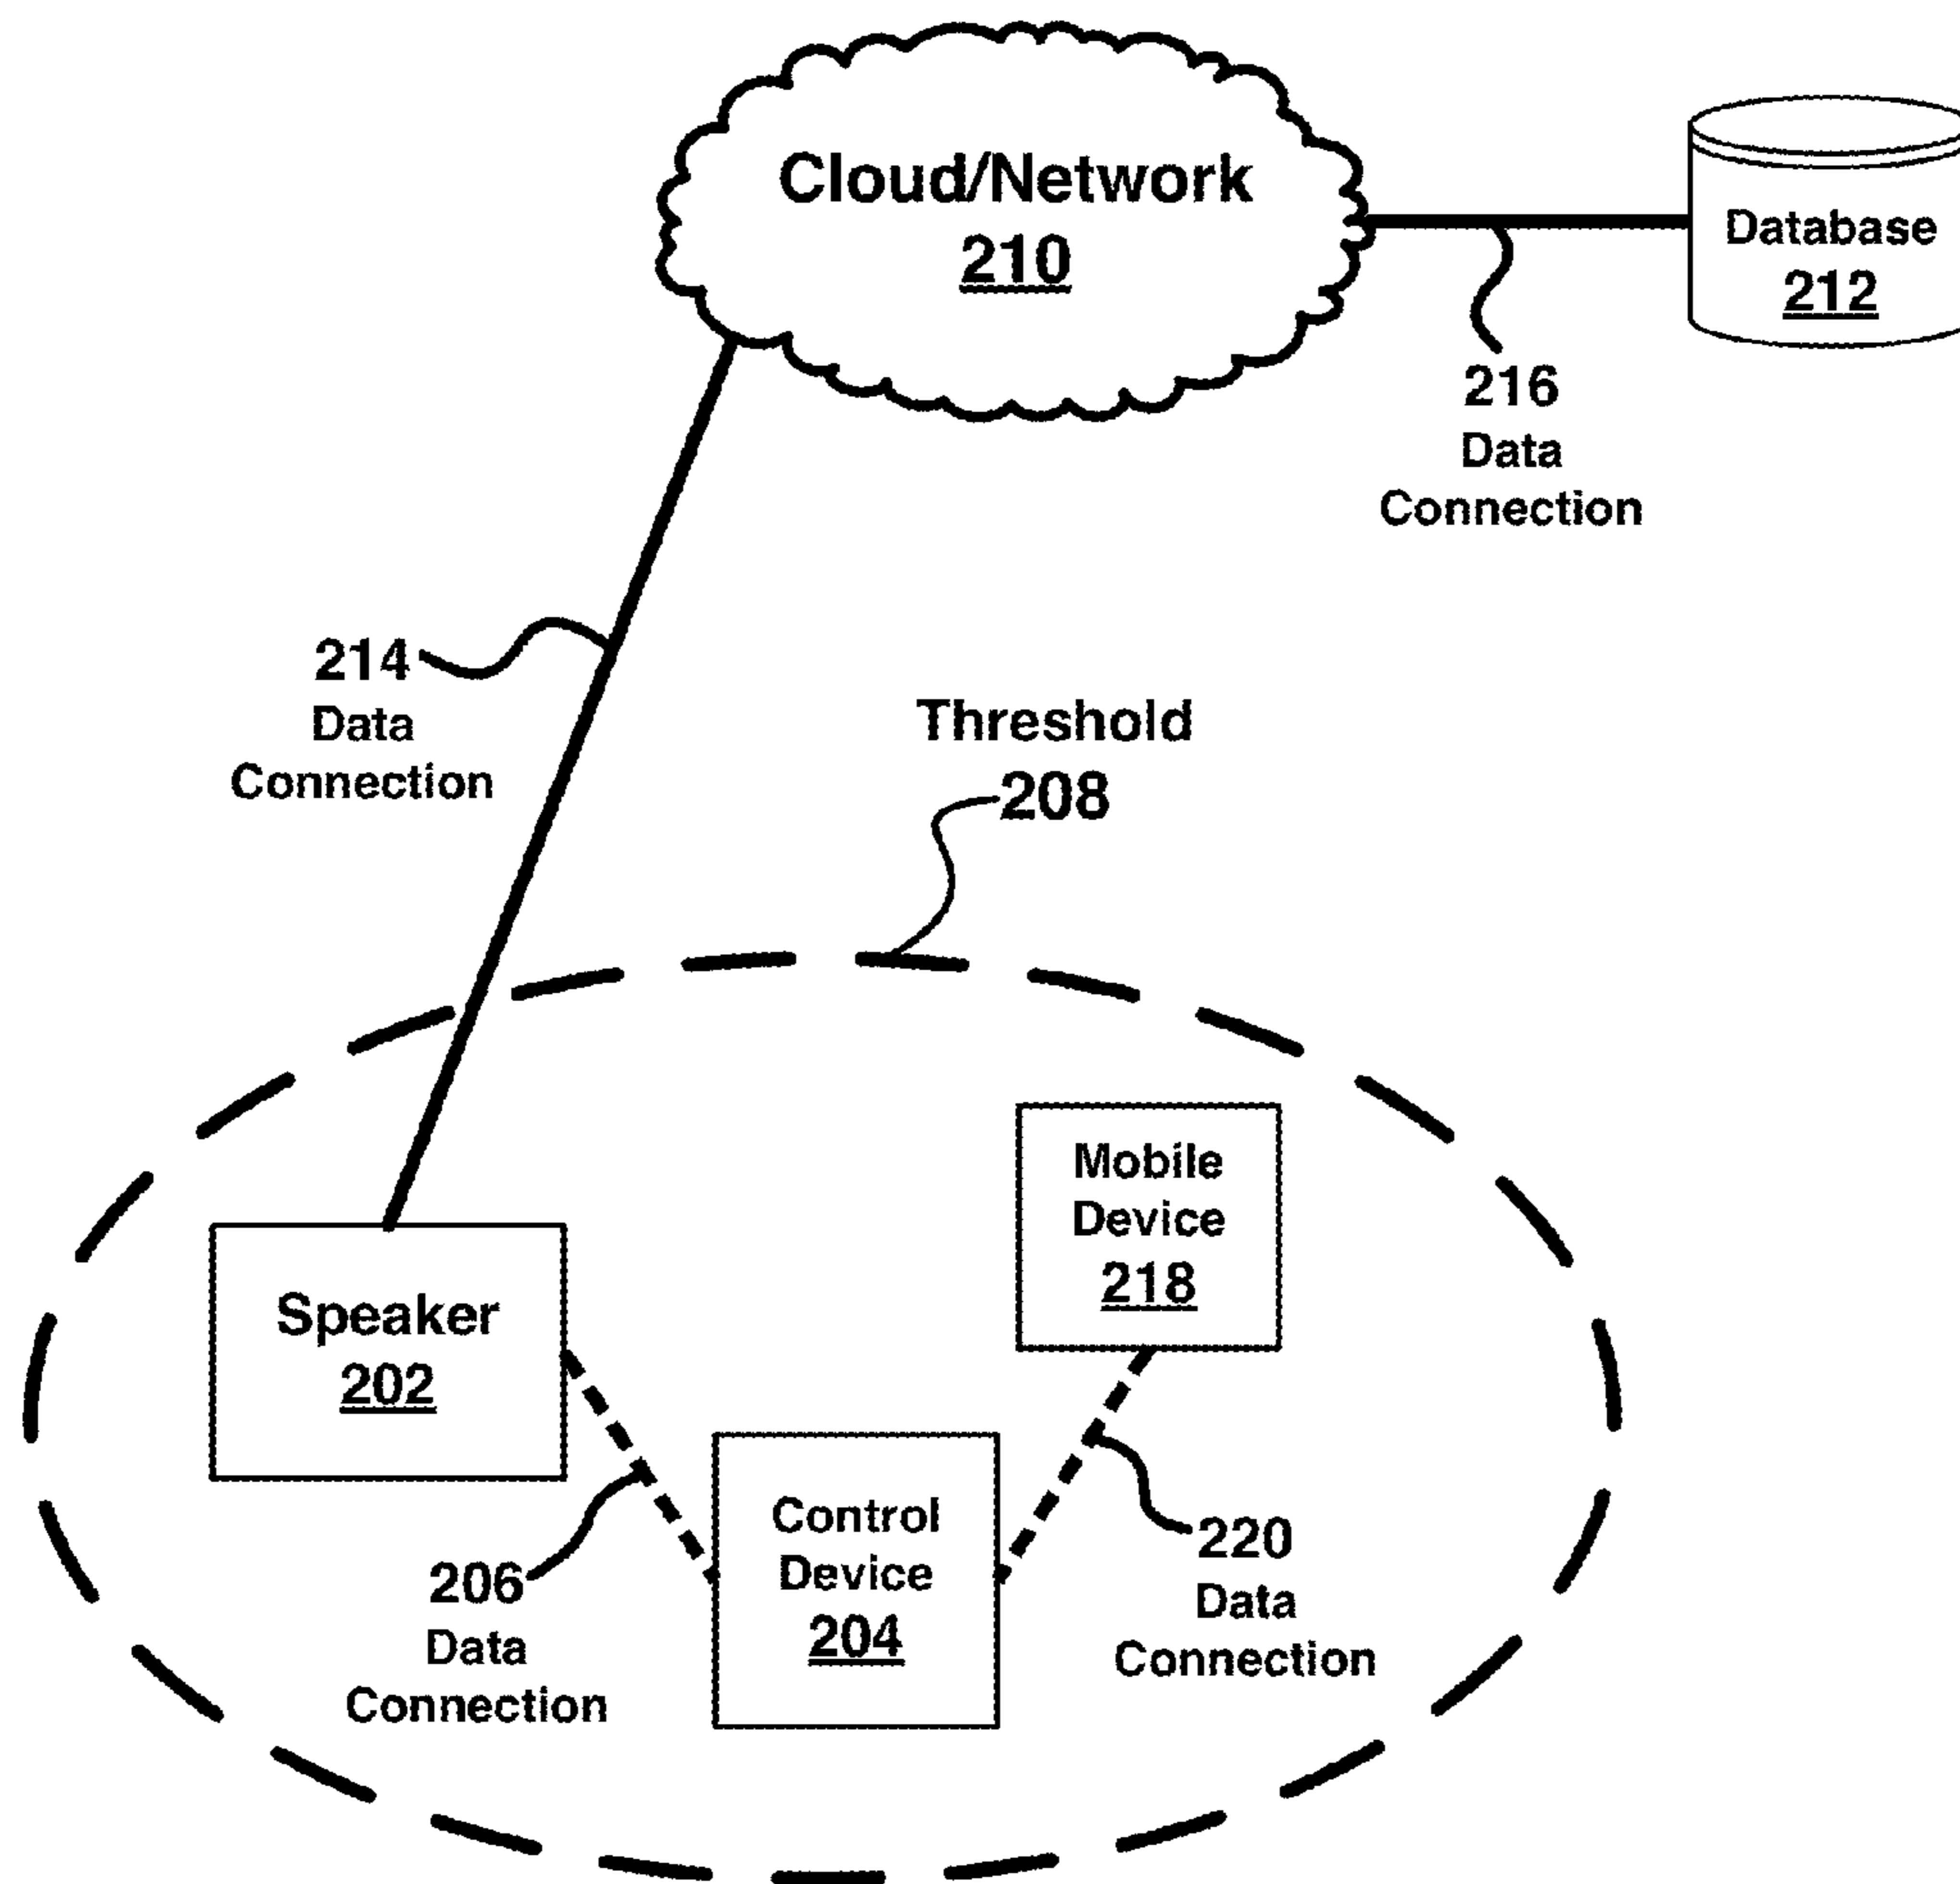 Cloud/Network
210
Database
212
216
Data
Connection
214
Data
Connection
Threshold
208
Mobile
Device
218
Speaker
202
Control
Device
204
206
Data
Connection
220
Data
Connection